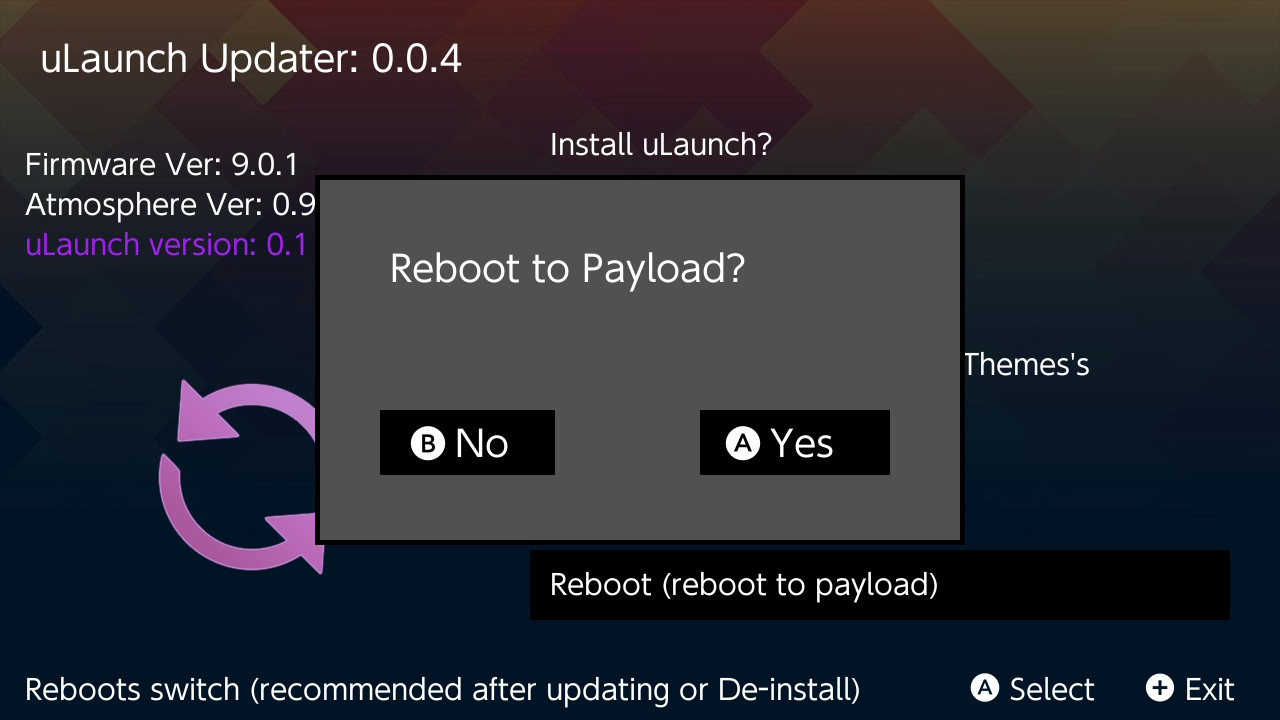 uLaunch Updater: 0.0.4
Install uLaunch?
Firmware Ver: 9.0.1
Atmosphere Ver: 0.9
uLaunch version: 0.1
Reboot to Payload?
Themes's
B No
A Yes
Reboot (reboot to payload)
Reboots switch (recommended after updating or De-install)
A Select + Exit